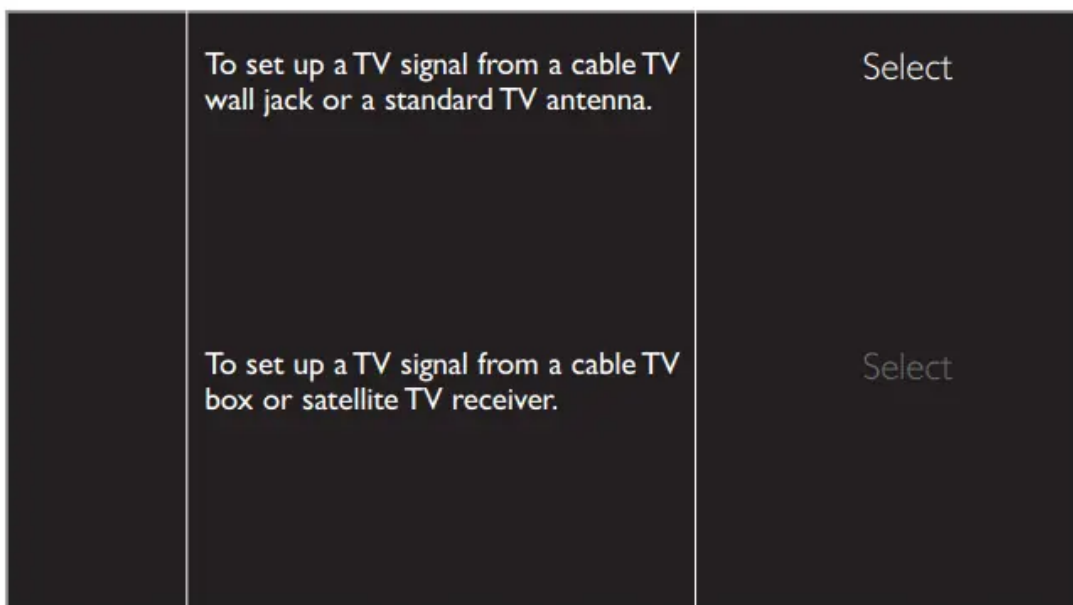 To set up a TV signal from a cable TV
wall jack or a standard TV antenna.
Select
To set up a TV signal from a cable TV
box or satellite TV receiver.
Select